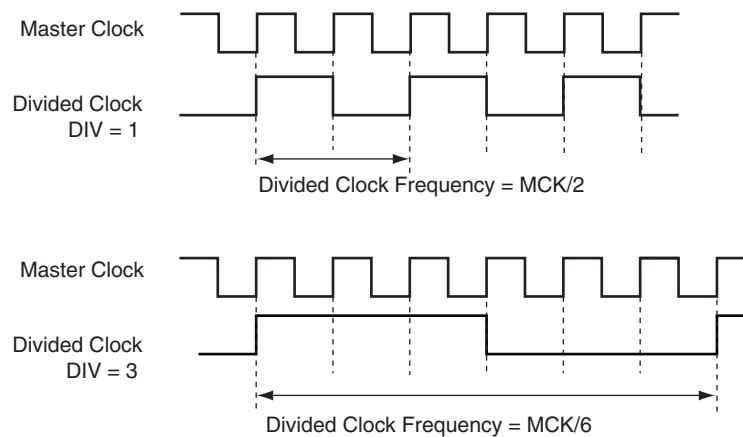 Master Clock
Divided Clock
DIV = 1
Divided Clock Frequency = MCK/2
Master Clock
Divided Clock
DIV = 3
Divided Clock Frequency = MCK/6